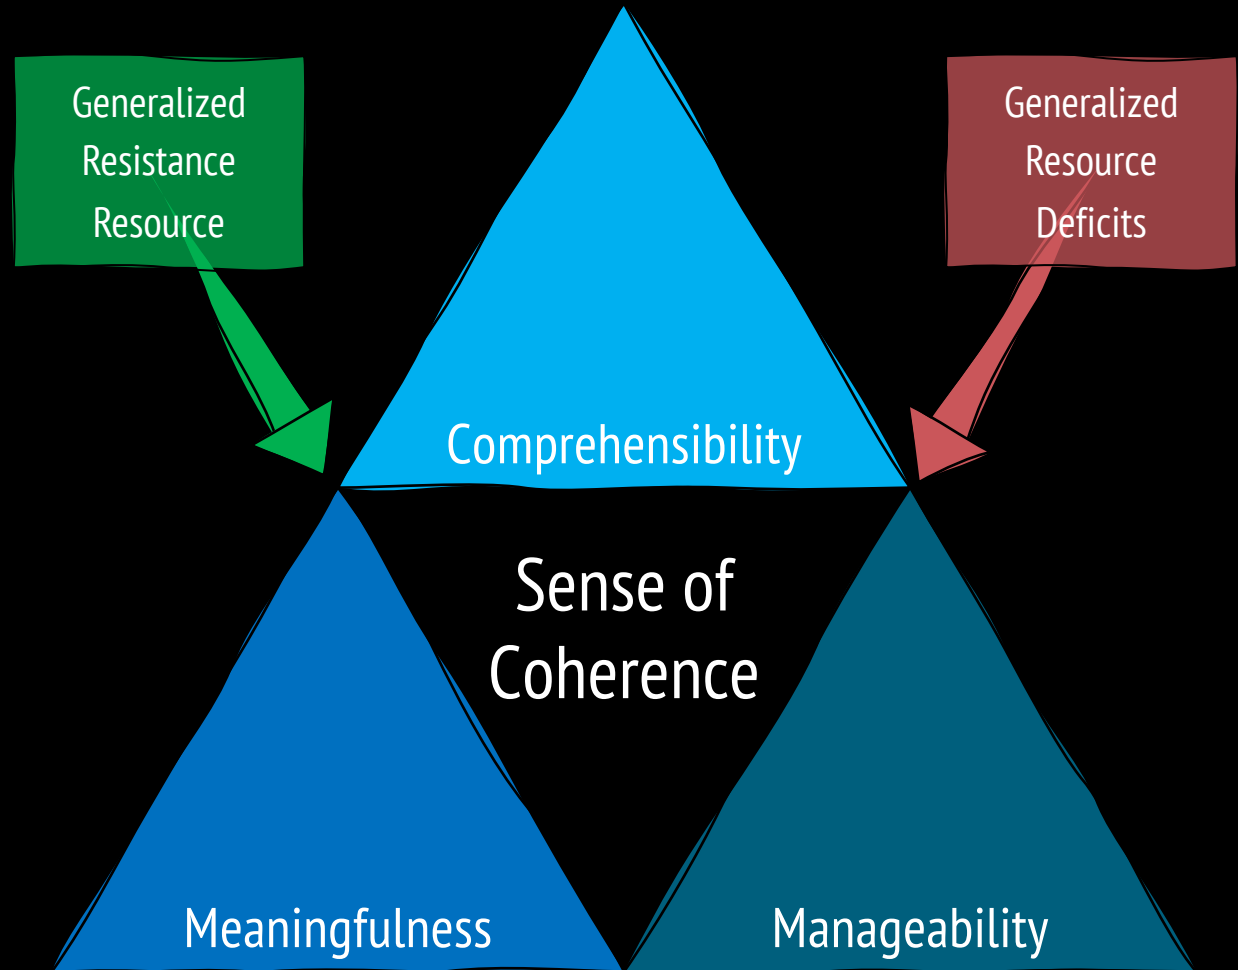 Generalized
Resistance
Resource
Generalized
Resource
Deficits
Comprehensibility
Sense of
Coherence
Meaningfulness
Manageability